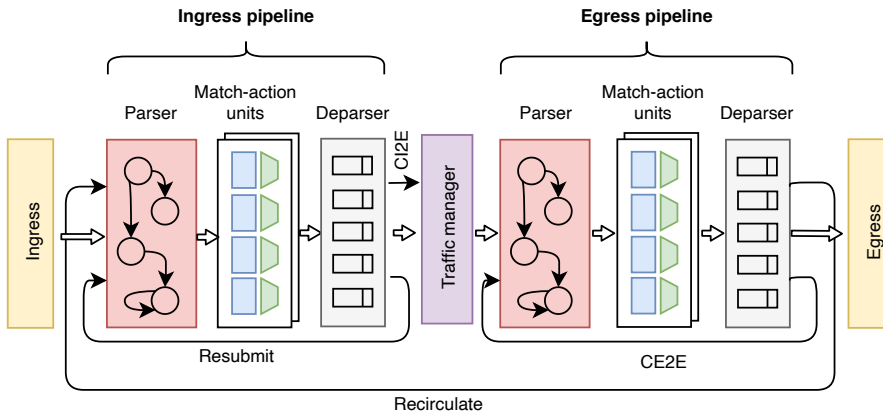 Ingress pipeline
Egress pipeline
Parser
Match-action
units
Deparser
Parser
Match-action
units
Deparser
Ingress
CI2E
Traffic manager
Egress
Resubmit
CE2E
Recirculate